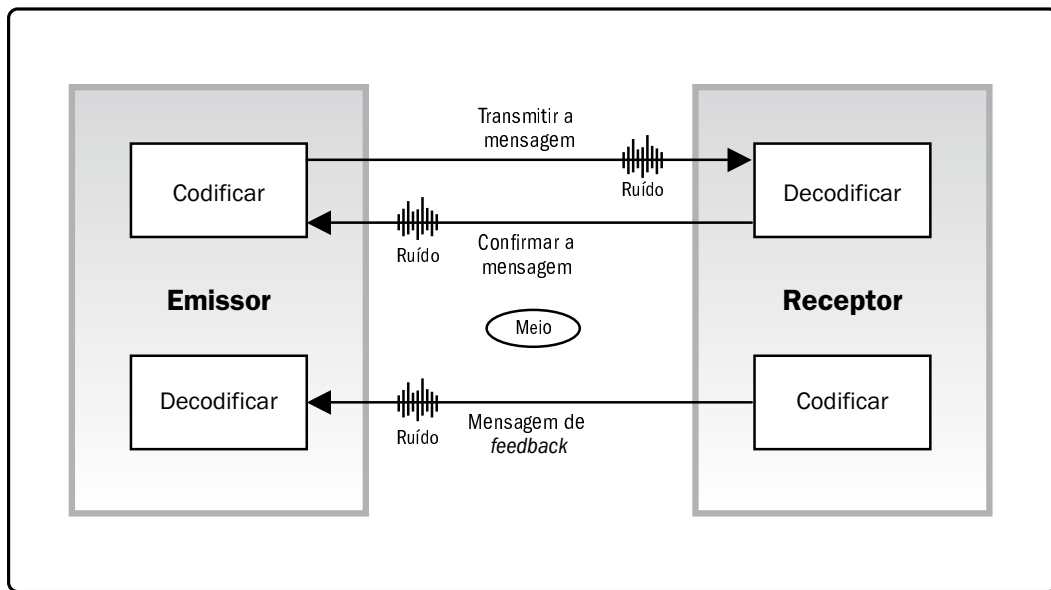 Transmitir a
mensagem
Ruído
Codificar
Decodificar
Ruído
Confirmar a
mensagem
Emissor
Receptor
Meio
Decodificar
Codificar
Ruído
Mensagem de
feedback